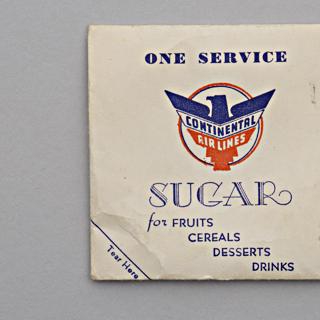 ONE SERVICE
CONTINENTAL
AIR LINES
SUGAR
for FRUITS
CEREALS
DESSERTS
DRINKS
Tear Here